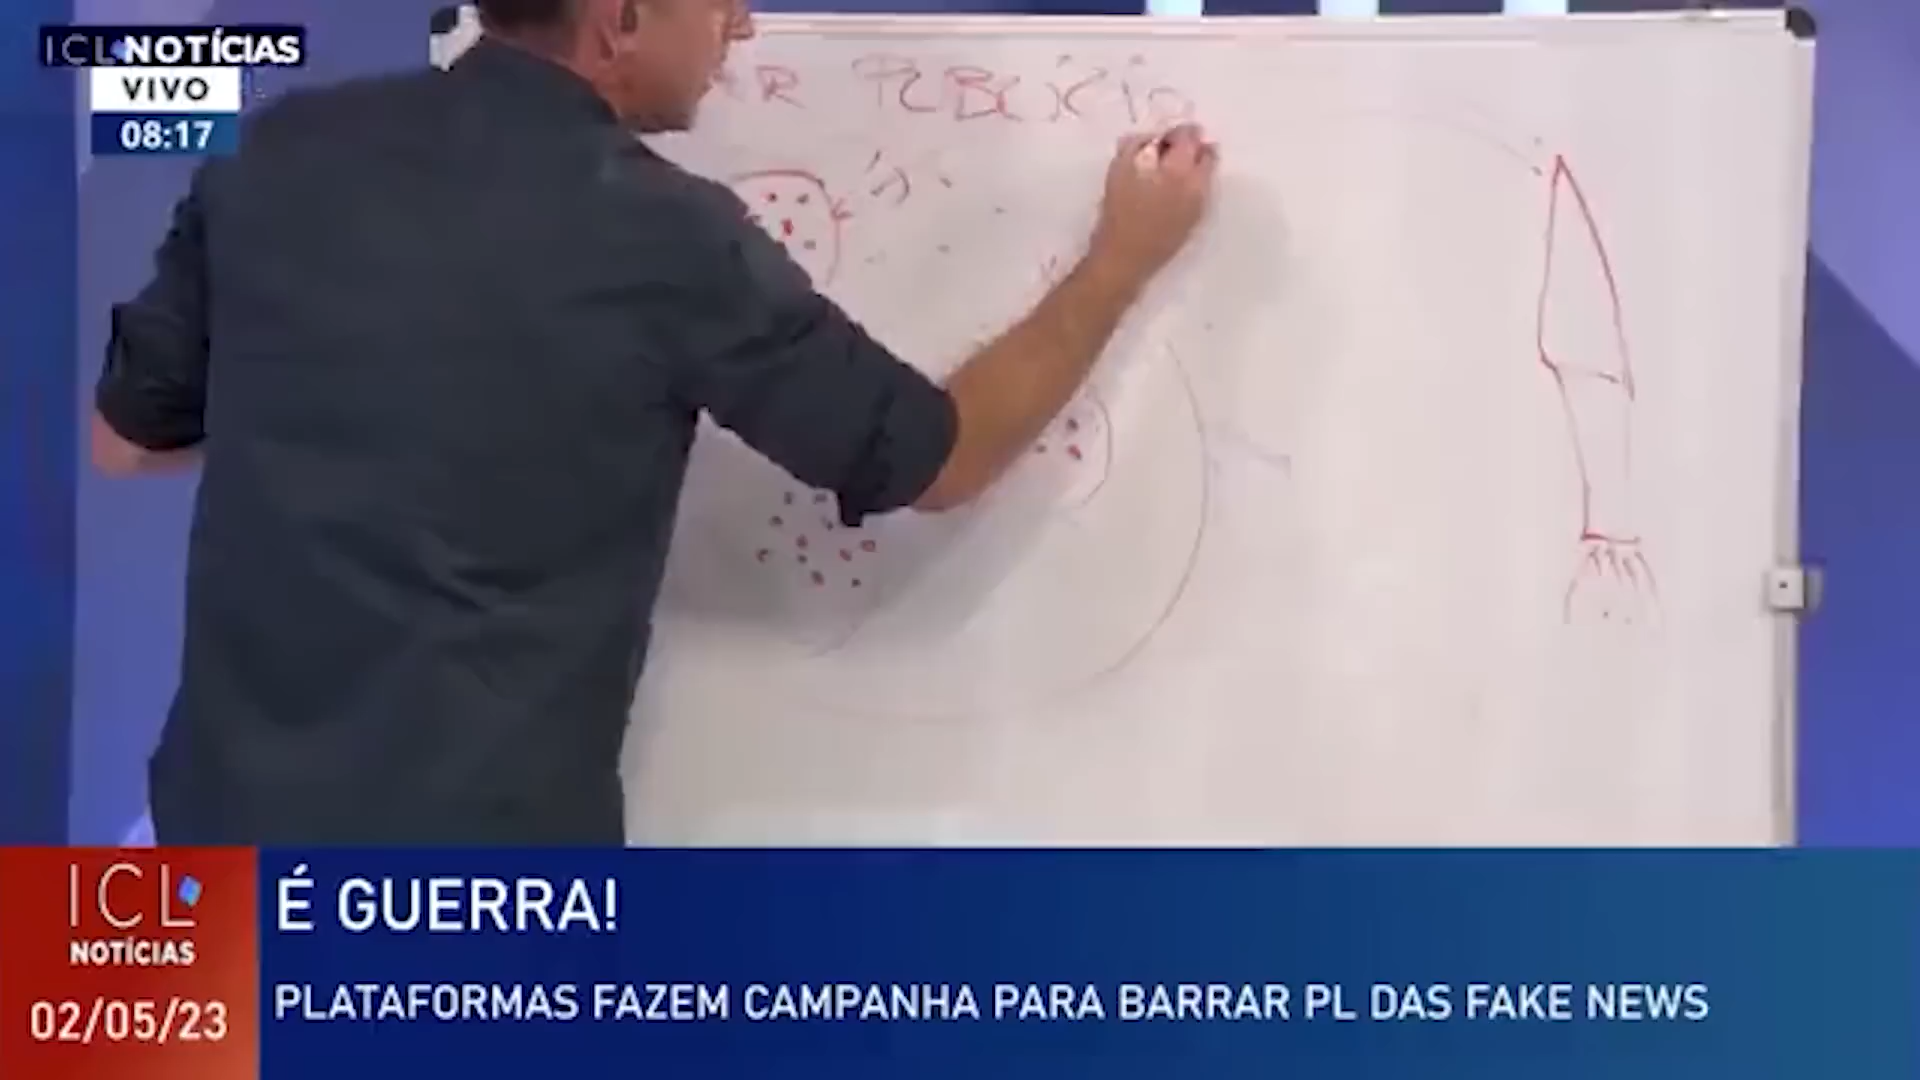 ICL NOTÍCIAS
VIVO
08:17
ICL
NOTÍCIAS
02/05/23
É GUERRA!
PLATAFORMAS FAZEM CAMPANHA PARA BARRAR PL DAS FAKE NEWS